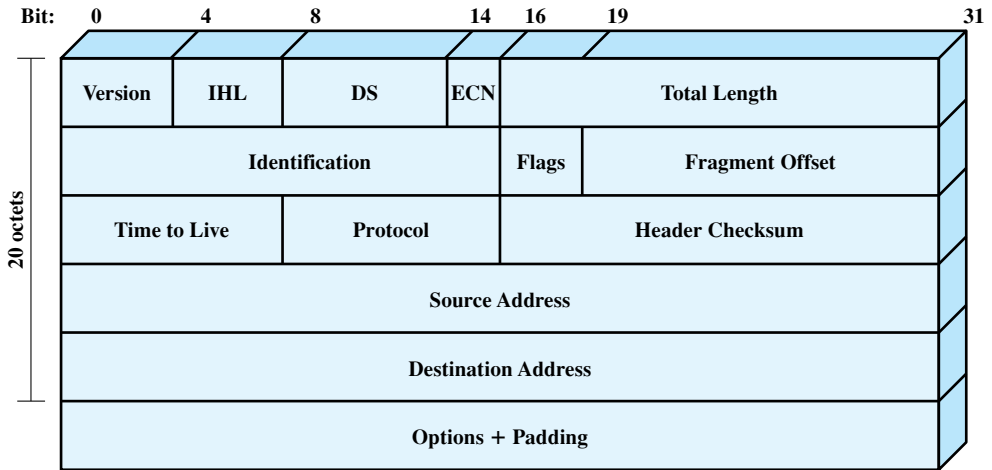 Bit: 0 4 8 14 16 19 31
Version IHL DS ECN Total Length
Identification Flags Fragment Offset
Time to Live Protocol Header Checksum
Source Address
Destination Address
Options + Padding
20 octets